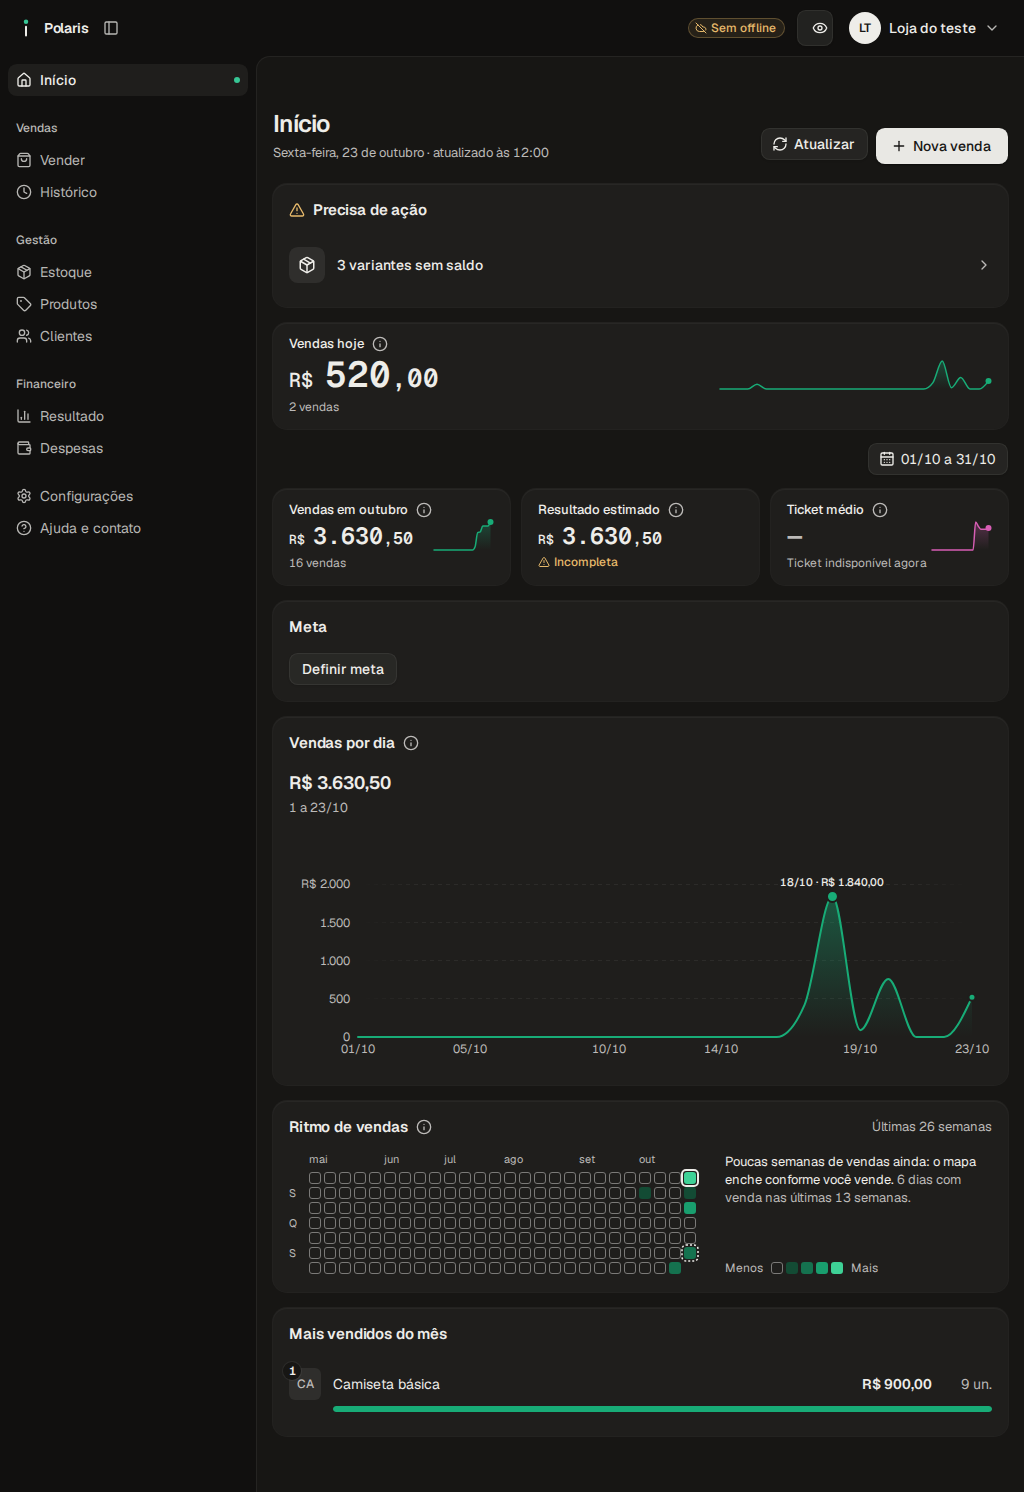 Polaris
Sem offline
LT
Loja do teste
Início
Vendas
Vender
Histórico
Gestão
Estoque
Produtos
Clientes
Financeiro
Resultado
Despesas
Configurações
Ajuda e contato
Início
Sexta-feira, 23 de outubro · atualizado às 12:00
Atualizar
Nova venda
Precisa de ação
3 variantes sem saldo
Vendas hoje
R$ 520,00
2 vendas
01/10 a 31/10
Vendas em outubro
R$ 3.630,50
16 vendas
Resultado estimado
R$ 3.630,50
Incompleta
Ticket médio
—
Ticket indisponível agora
Meta
Definir meta
Vendas por dia
R$ 3.630,50
1 a 23/10
18/10 · R$ 1.840,00
R$ 2.000
1.500
1.000
500
0
01/10 05/10 10/10 14/10 19/10 23/10
Ritmo de vendas
Últimas 26 semanas
mai jun jul ago set out
S
Q
S
Poucas semanas de vendas ainda: o mapa
enche conforme você vende. 6 dias com
venda nas últimas 13 semanas.
Menos Mais
Mais vendidos do mês
1
CA
Camiseta básica
R$ 900,00
9 un.